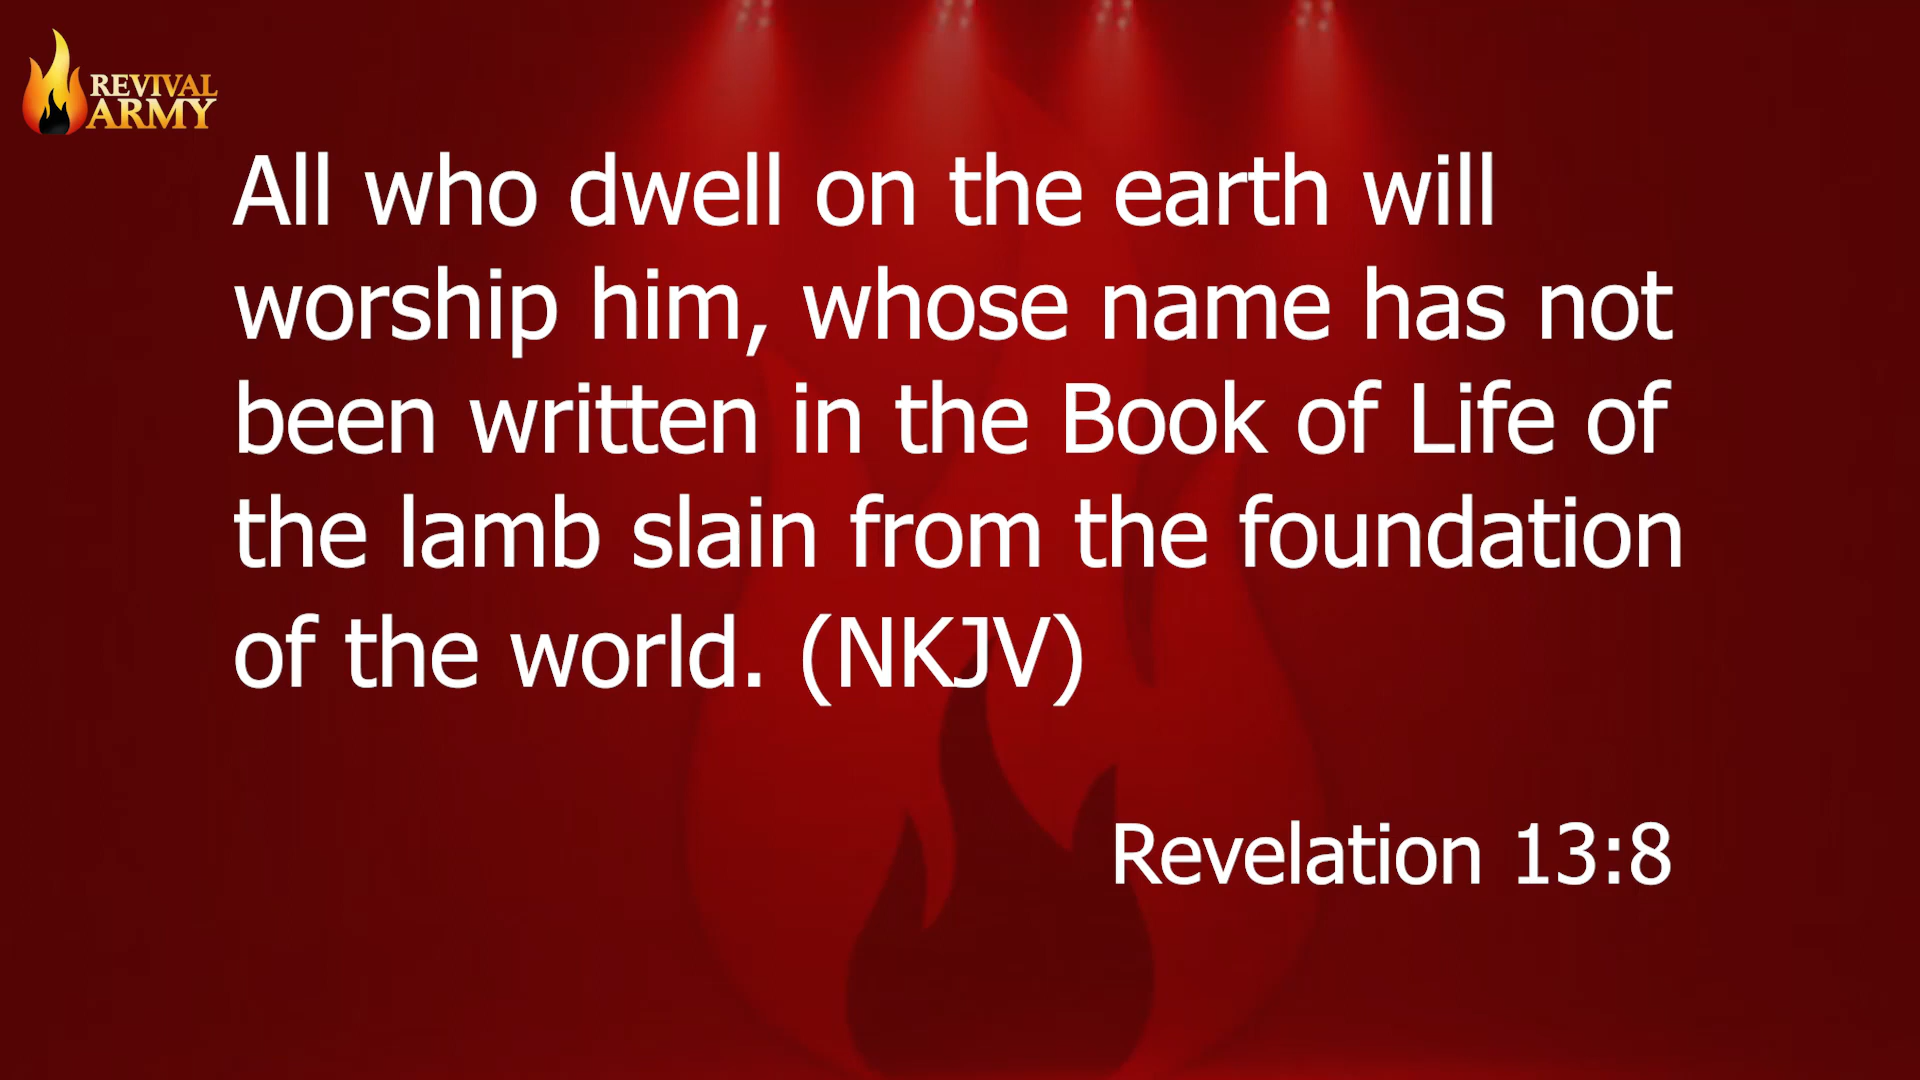 REVIVAL
ARMY
All who dwell on the earth will
worship him, whose name has not
been written in the Book of Life of
the lamb slain from the foundation
of the world. (NKJV)
Revelation 13:8